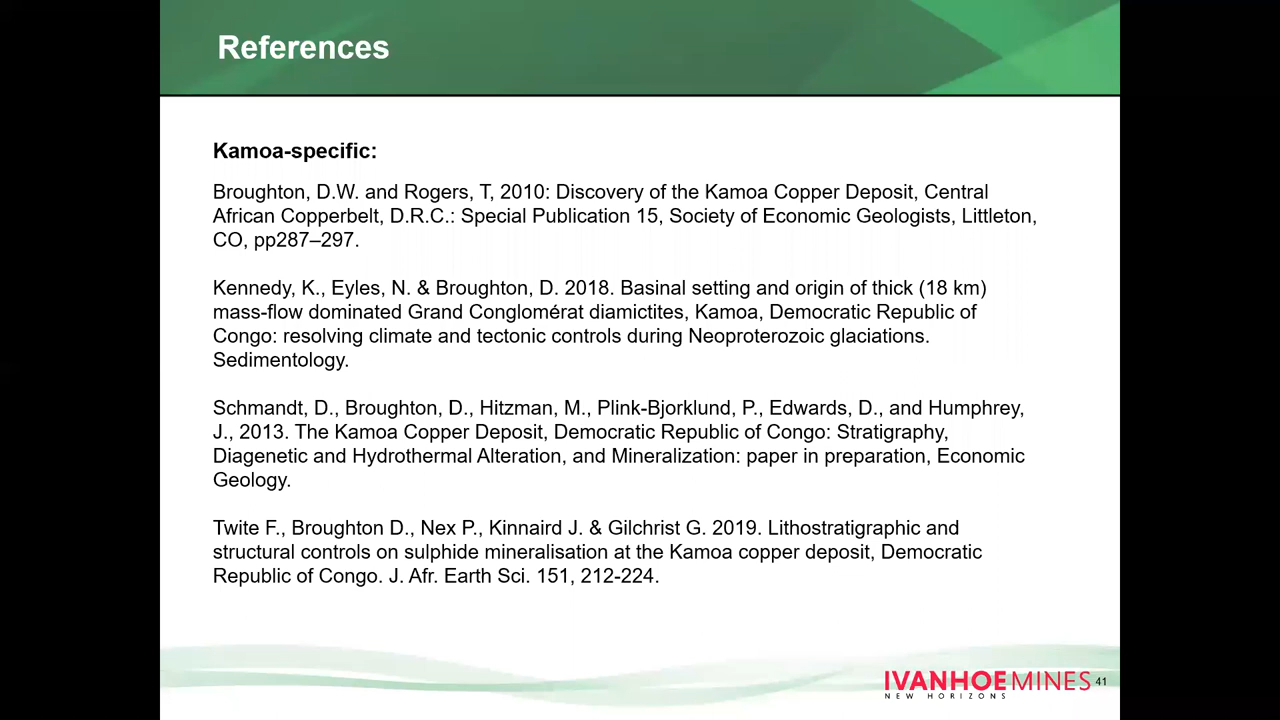 References
Kamoa-specific:
Broughton, D.W. and Rogers, T, 2010: Discovery of the Kamoa Copper Deposit, Central
African Copperbelt, D.R.C.: Special Publication 15, Society of Economic Geologists, Littleton,
CO, pp287–297.
Kennedy, K., Eyles, N. & Broughton, D. 2018. Basinal setting and origin of thick (18 km)
mass-flow dominated Grand Conglomérat diamictites, Kamoa, Democratic Republic of
Congo: resolving climate and tectonic controls during Neoproterozoic glaciations.
Sedimentology.
Schmandt, D., Broughton, D., Hitzman, M., Plink-Bjorklund, P., Edwards, D., and Humphrey,
J., 2013. The Kamoa Copper Deposit, Democratic Republic of Congo: Stratigraphy,
Diagenetic and Hydrothermal Alteration, and Mineralization: paper in preparation, Economic
Geology.
Twite F., Broughton D., Nex P., Kinnaird J. & Gilchrist G. 2019. Lithostratigraphic and
structural controls on sulphide mineralisation at the Kamoa copper deposit, Democratic
Republic of Congo. J. Afr. Earth Sci. 151, 212-224.
IVANHOE MINES 41
NEW HORIZONS